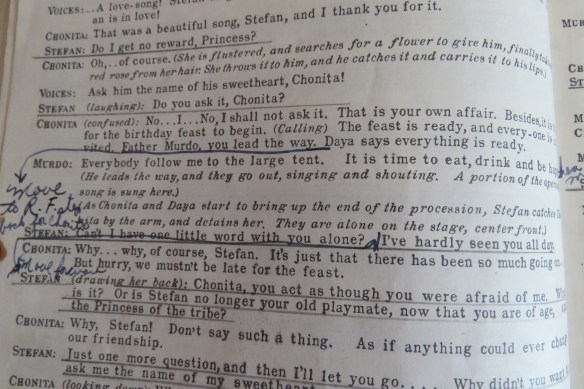 VOICES:.. A love-song! Stefan
an is in love!
CHONITA: That was a beautiful song, Stefan, and I thank you for it.
STEFAN: Do I get no reward, Princess?
CHONITA: Oh,..of course. (She is flustered, and searches for a flower to give him, finally
red rose from her hair. She throws it to him, and he catches it and carries it to his lips.)
VOICES: Ask him the name of his sweetheart, Chonita!
STEFAN (laughing): Do you ask it, Chonita?
CHONITA (confused): No...I...No, I shall not ask it. That is your own affair. Besides, it is
for the birthday feast to begin. (Calling) The feast is ready, and every-one is
vited. Father Murdo, you lead the way. Daya says everything is ready.
MURDO: Everybody follow me to the large tent. It is time to eat, drink and be
(He leads the way, and they go out, singing and shouting. A portion of the opening
song is sung here.)
(As Chonita and Daya start to bring up the end of the procession, Stefan catches
nita by the arm, and detains her. They are alone on the stage, center front.)
STEFAN: Can't I have one little word with you alone? I've hardly seen you all day.
CHONITA: Why... why, of course, Stefan. It's just that there has been so much going on.
But hurry, we mustn't be late for the feast.
STEFAN (drawing her back): Chonita, you act as though you were afraid of me.
is it? Or is Stefan no longer your old playmate, now that you are of age,
the Princess of the tribe?
CHONITA: Why, Stefan! Don't say such a thing. As if anything could ever
our friendship.
STEFAN: Just one more question, and then I'll let you go.... Why didn't you want
ask me the name of my sweetheart
CHONITA (looking down)
Move
to R.
Move forward
MUR
CH
ST